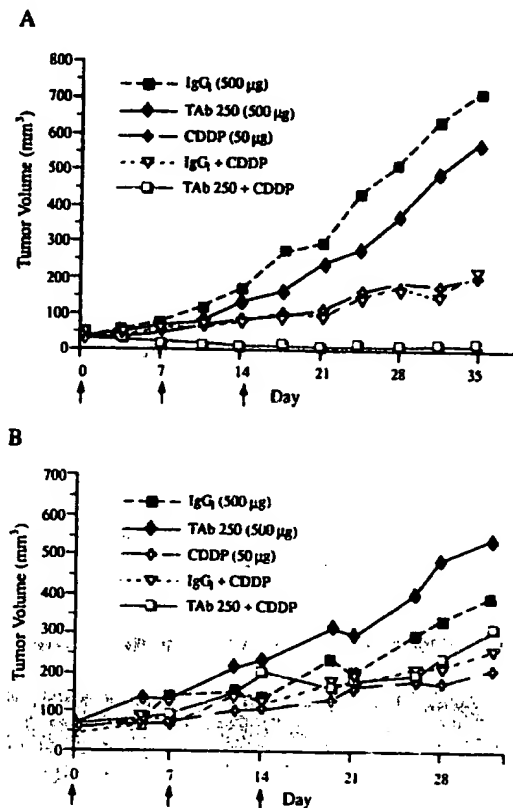 A
800
700
600
500
400
300
200
100
0
Tumor Volume (mm³)
IgG₁ (500 µg)
TAb 250 (500 µg)
CDDP (50 µg)
IgG₁ + CDDP
TAb 250 + CDDP
0 7 14 21 28 35
Day
B
700
600
500
400
300
200
100
0
Tumor Volume (mm³)
IgG₁ (500 µg)
TAb 250 (500 µg)
CDDP (50 µg)
IgG₁ + CDDP
TAb 250 + CDDP
0 7 14 21 28
Day